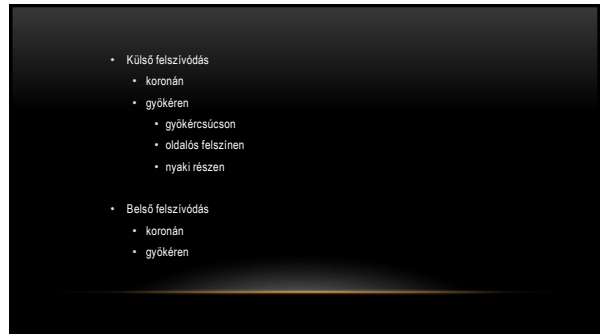 • Külső felszívódás
• koronán
• gyökéren
• gyökércsúcson
• oldalós felszínen
• nyaki részen
• Belső felszívódás
• koronán
• gyökéren